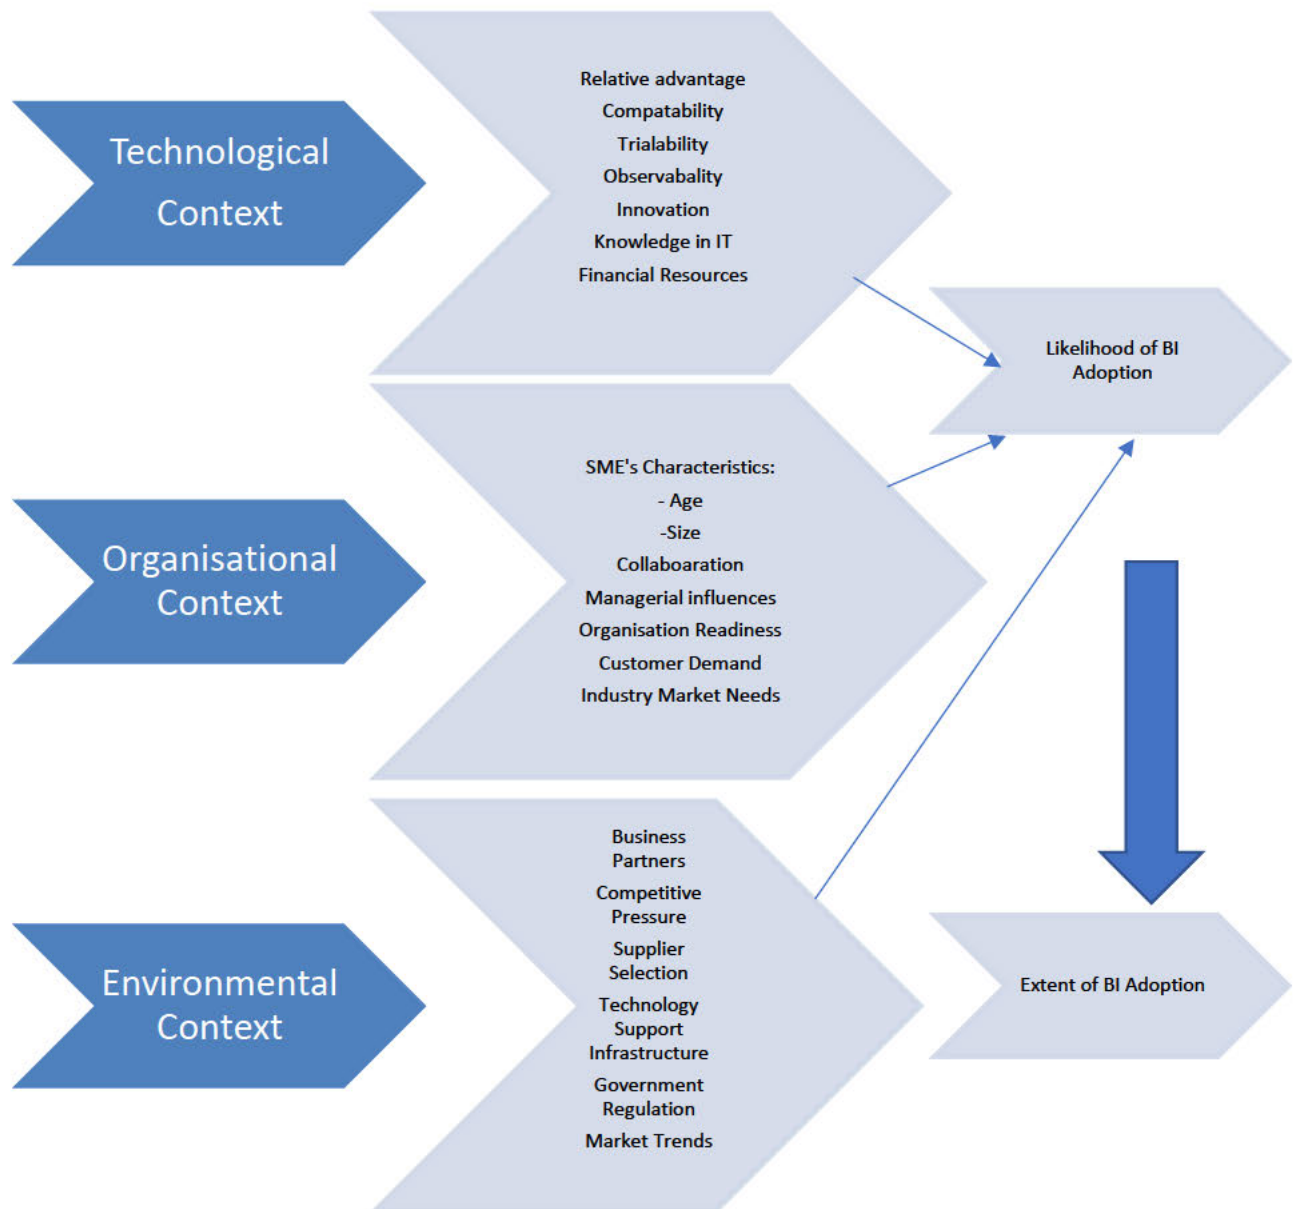 Technological
Context
Relative advantage
Compatability
Trialability
Observabality
Innovation
Knowledge in IT
Financial Resources
Likelihood of BI
Adoption
Organisational
Context
SME's Characteristics:
- Age
-Size
Collaboaration
Managerial influences
Organisation Readiness
Customer Demand
Industry Market Needs
Environmental
Context
Business
Partners
Competitive
Pressure
Supplier
Selection
Technology
Support
Infrastructure
Government
Regulation
Market Trends
Extent of BI Adoption